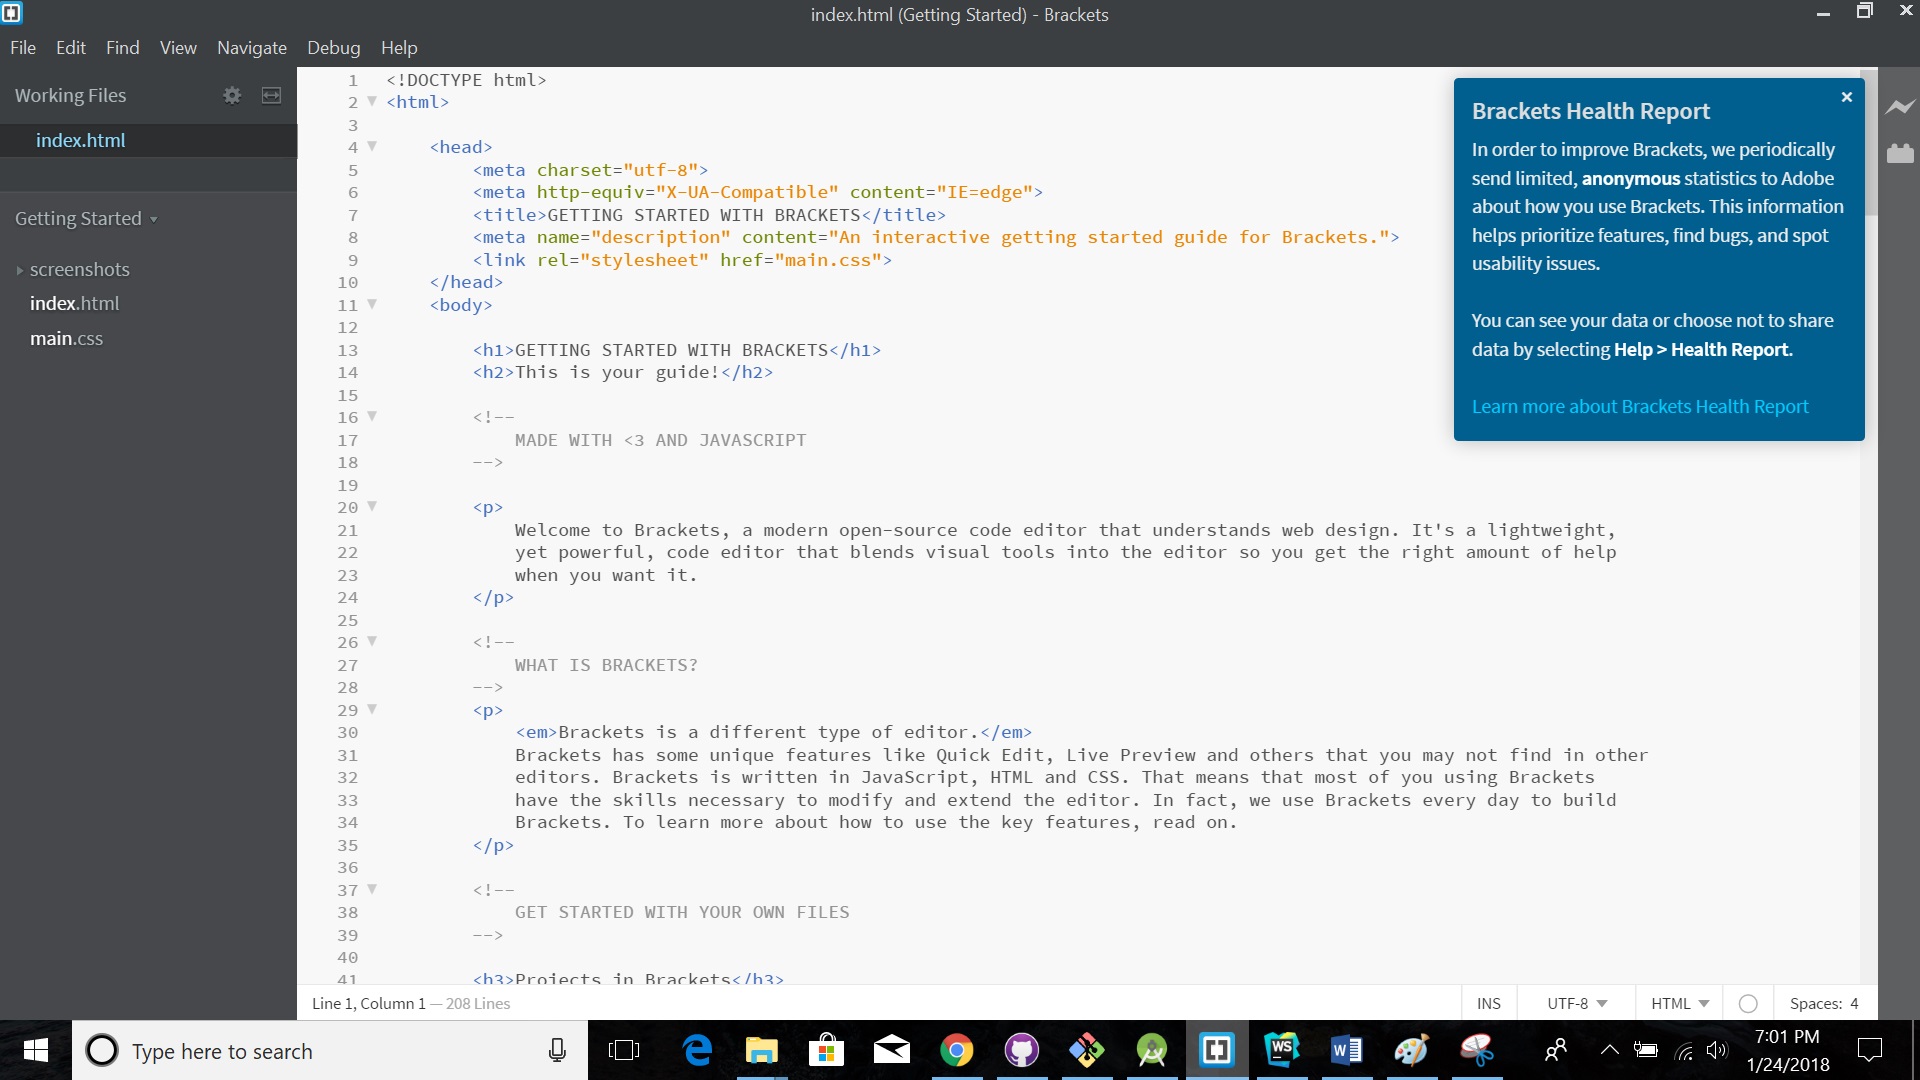 index.html (Getting Started) - Brackets
File Edit Find View Navigate Debug Help
Working Files
index.html
Getting Started
screenshots
index.html
main.css
1 <!DOCTYPE html>
2 <html>
3
4 <head>
5 <meta charset="utf-8">
6 <meta http-equiv="X-UA-Compatible" content="IE=edge">
7 <title>GETTING STARTED WITH BRACKETS</title>
8 <meta name="description" content="An interactive getting started guide for Brackets.">
9 <link rel="stylesheet" href="main.css">
10 </head>
11 <body>
12
13 <h1>GETTING STARTED WITH BRACKETS</h1>
14 <h2>This is your guide!</h2>
15
16 <!--
17 MADE WITH <3 AND JAVASCRIPT
18 -->
19
20 <p>
21 Welcome to Brackets, a modern open-source code editor that understands web design. It's a lightweight,
22 yet powerful, code editor that blends visual tools into the editor so you get the right amount of help
23 when you want it.
24 </p>
25
26 <!--
27 WHAT IS BRACKETS?
28 -->
29 <p>
30 <em>Brackets is a different type of editor.</em>
31 Brackets has some unique features like Quick Edit, Live Preview and others that you may not find in other
32 editors. Brackets is written in JavaScript, HTML and CSS. That means that most of you using Brackets
33 have the skills necessary to modify and extend the editor. In fact, we use Brackets every day to build
34 Brackets. To learn more about how to use the key features, read on.
35 </p>
36
37 <!--
38 GET STARTED WITH YOUR OWN FILES
39 -->
40
41 <h3>Projects in Brackets</h3>
Brackets Health Report
×
In order to improve Brackets, we periodically
send limited, anonymous statistics to Adobe
about how you use Brackets. This information
helps prioritize features, find bugs, and spot
usability issues.
You can see your data or choose not to share
data by selecting Help > Health Report.
Learn more about Brackets Health Report
Line 1, Column 1 — 208 Lines
INS UTF-8 HTML Spaces: 4
Type here to search
WS
W
7:01 PM
1/24/2018